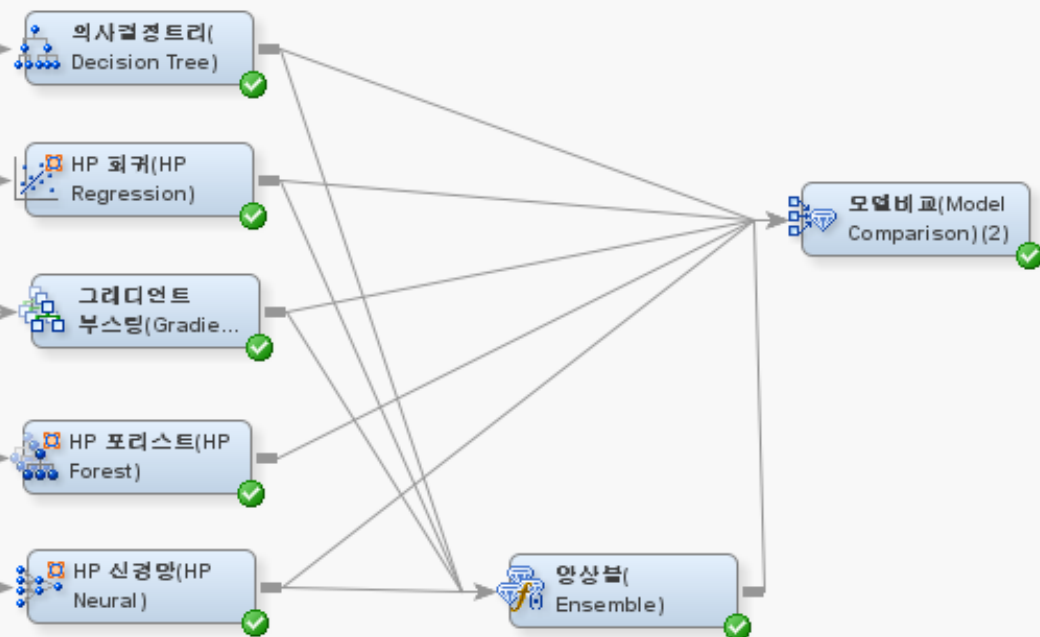 의사결정트리(
Decision Tree)
HP 회귀(HP
Regression)
그래디언트
부스팅(Gradie...
HP 포리스트(HP
Forest)
HP 신경망(HP
Neural)
앙상블(
Ensemble)
모델비교(Model
Comparison)(2)